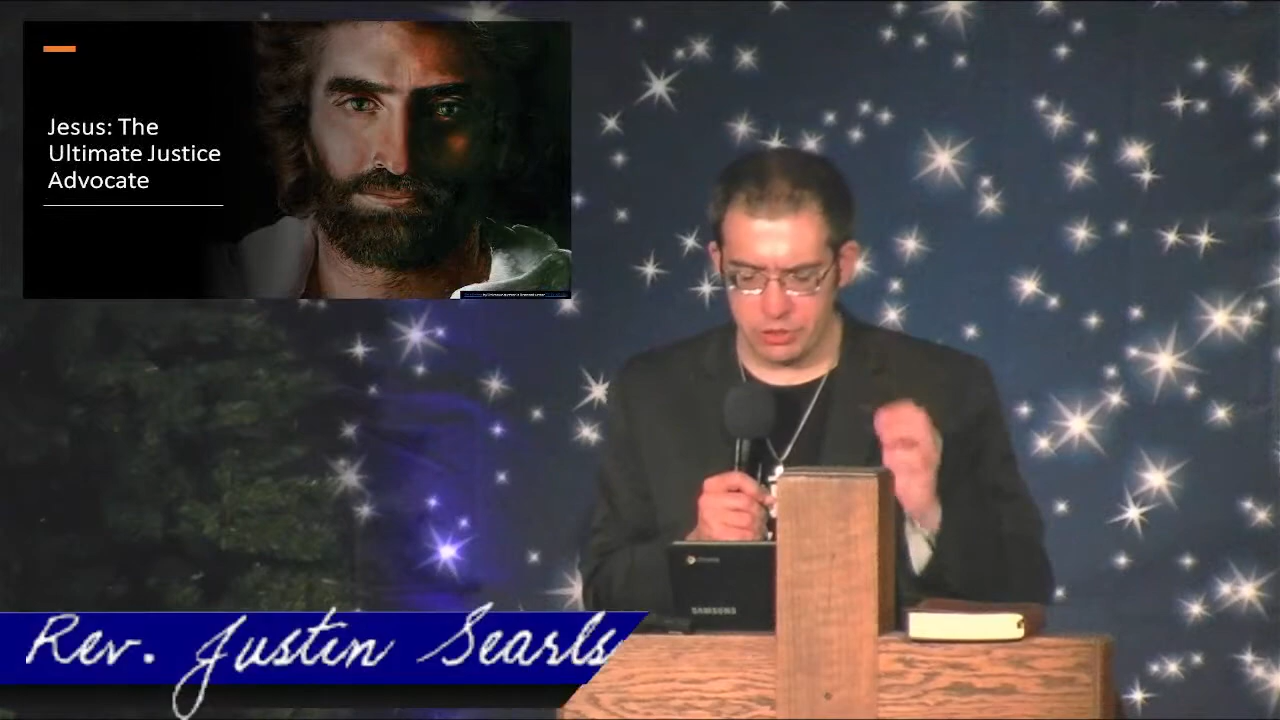 Jesus: The
Ultimate Justice
Advocate
SAMSUNG
Rev. Justin Searls